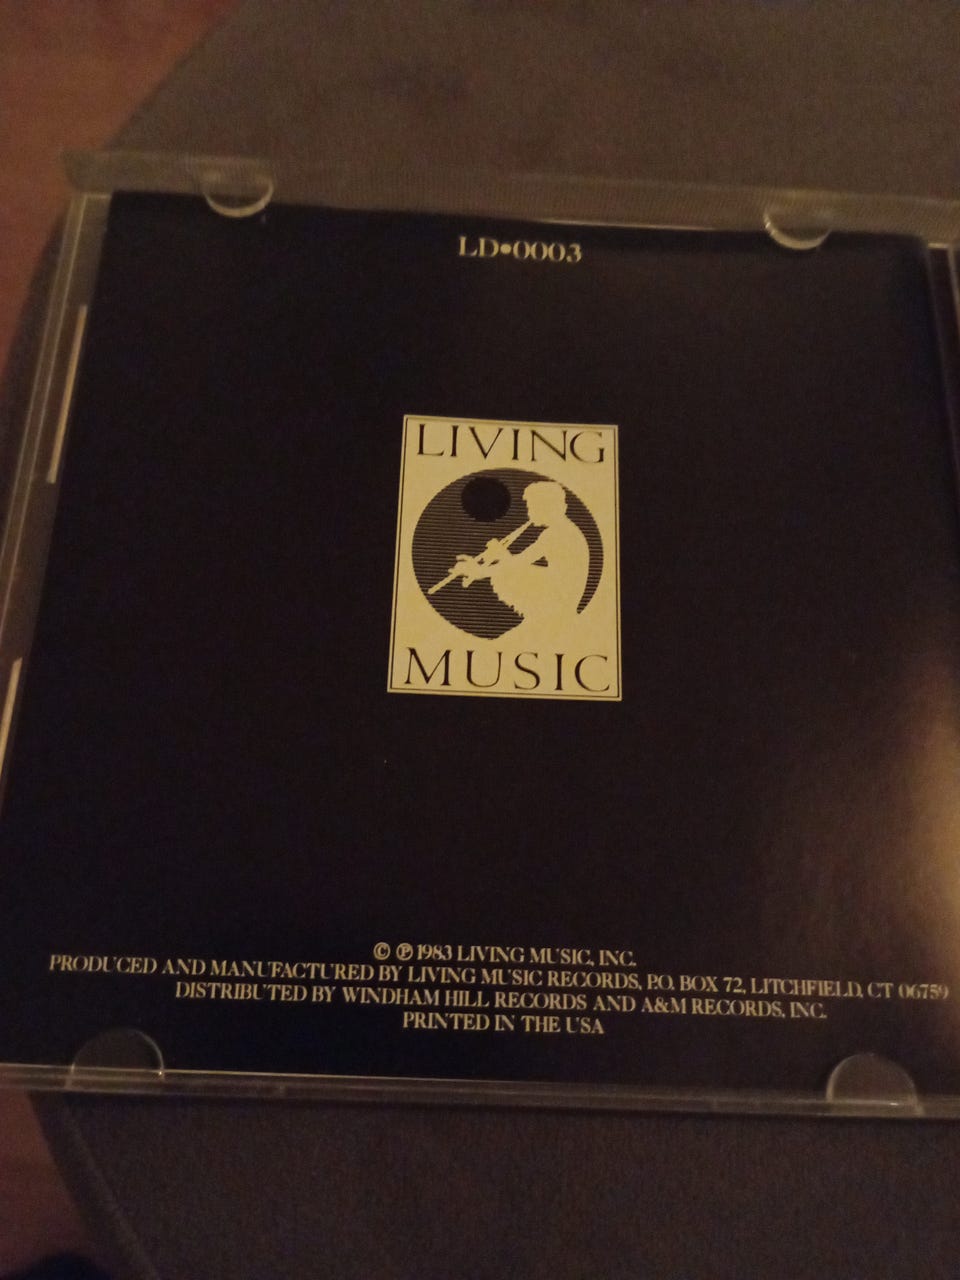 LD•0003
LIVING
MUSIC
© ℗ 1983 LIVING MUSIC, INC.
PRODUCED AND MANUFACTURED BY LIVING MUSIC RECORDS, P.O. BOX 72, LITCHFIELD, CT 06759
DISTRIBUTED BY WINDHAM HILL RECORDS AND A&M RECORDS, INC.
PRINTED IN THE USA